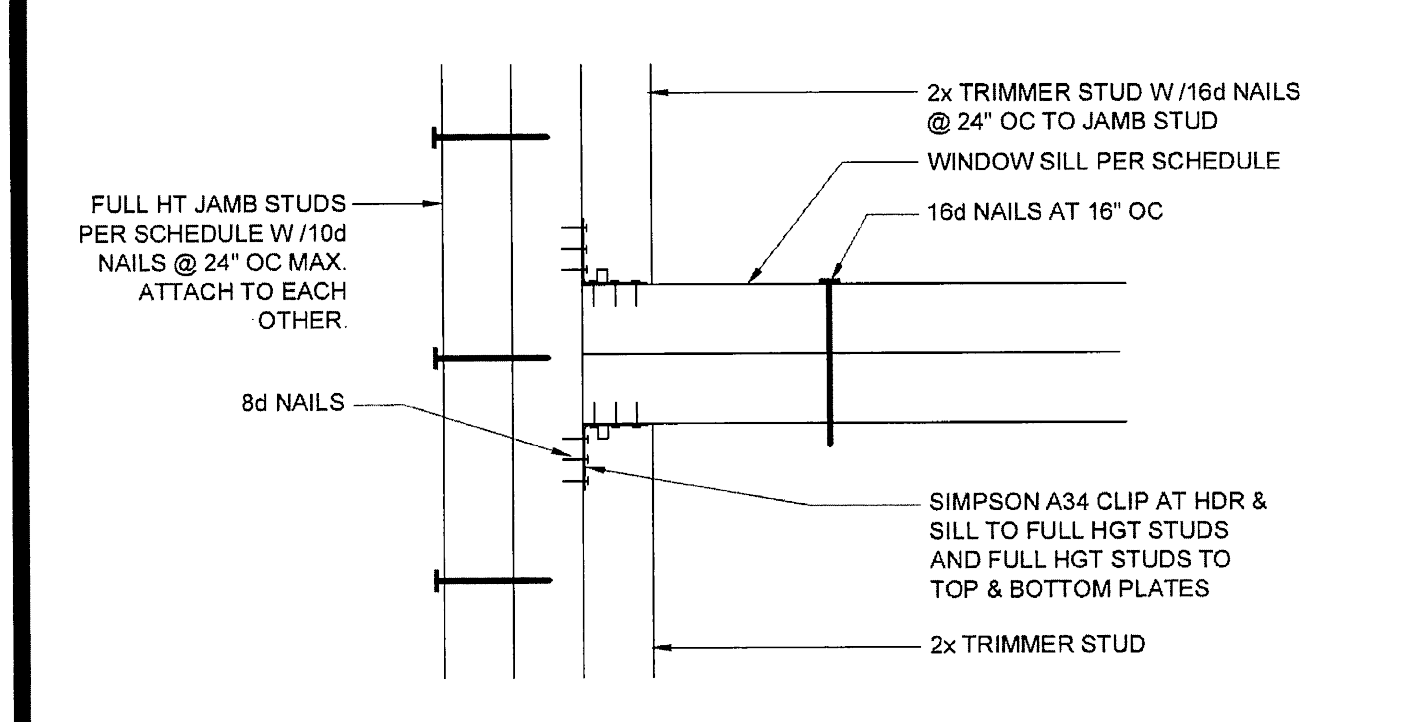 2x TRIMMER STUD W/16d NAILS
@ 24" OC TO JAMB STUD
WINDOW SILL PER SCHEDULE
16d NAILS AT 16" OC
FULL HT JAMB STUDS
PER SCHEDULE W/10d
NAILS @ 24" OC MAX.
ATTACH TO EACH
OTHER.
8d NAILS
SIMPSON A34 CLIP AT HDR &
SILL TO FULL HGT STUDS
AND FULL HGT STUDS TO
TOP & BOTTOM PLATES
2x TRIMMER STUD